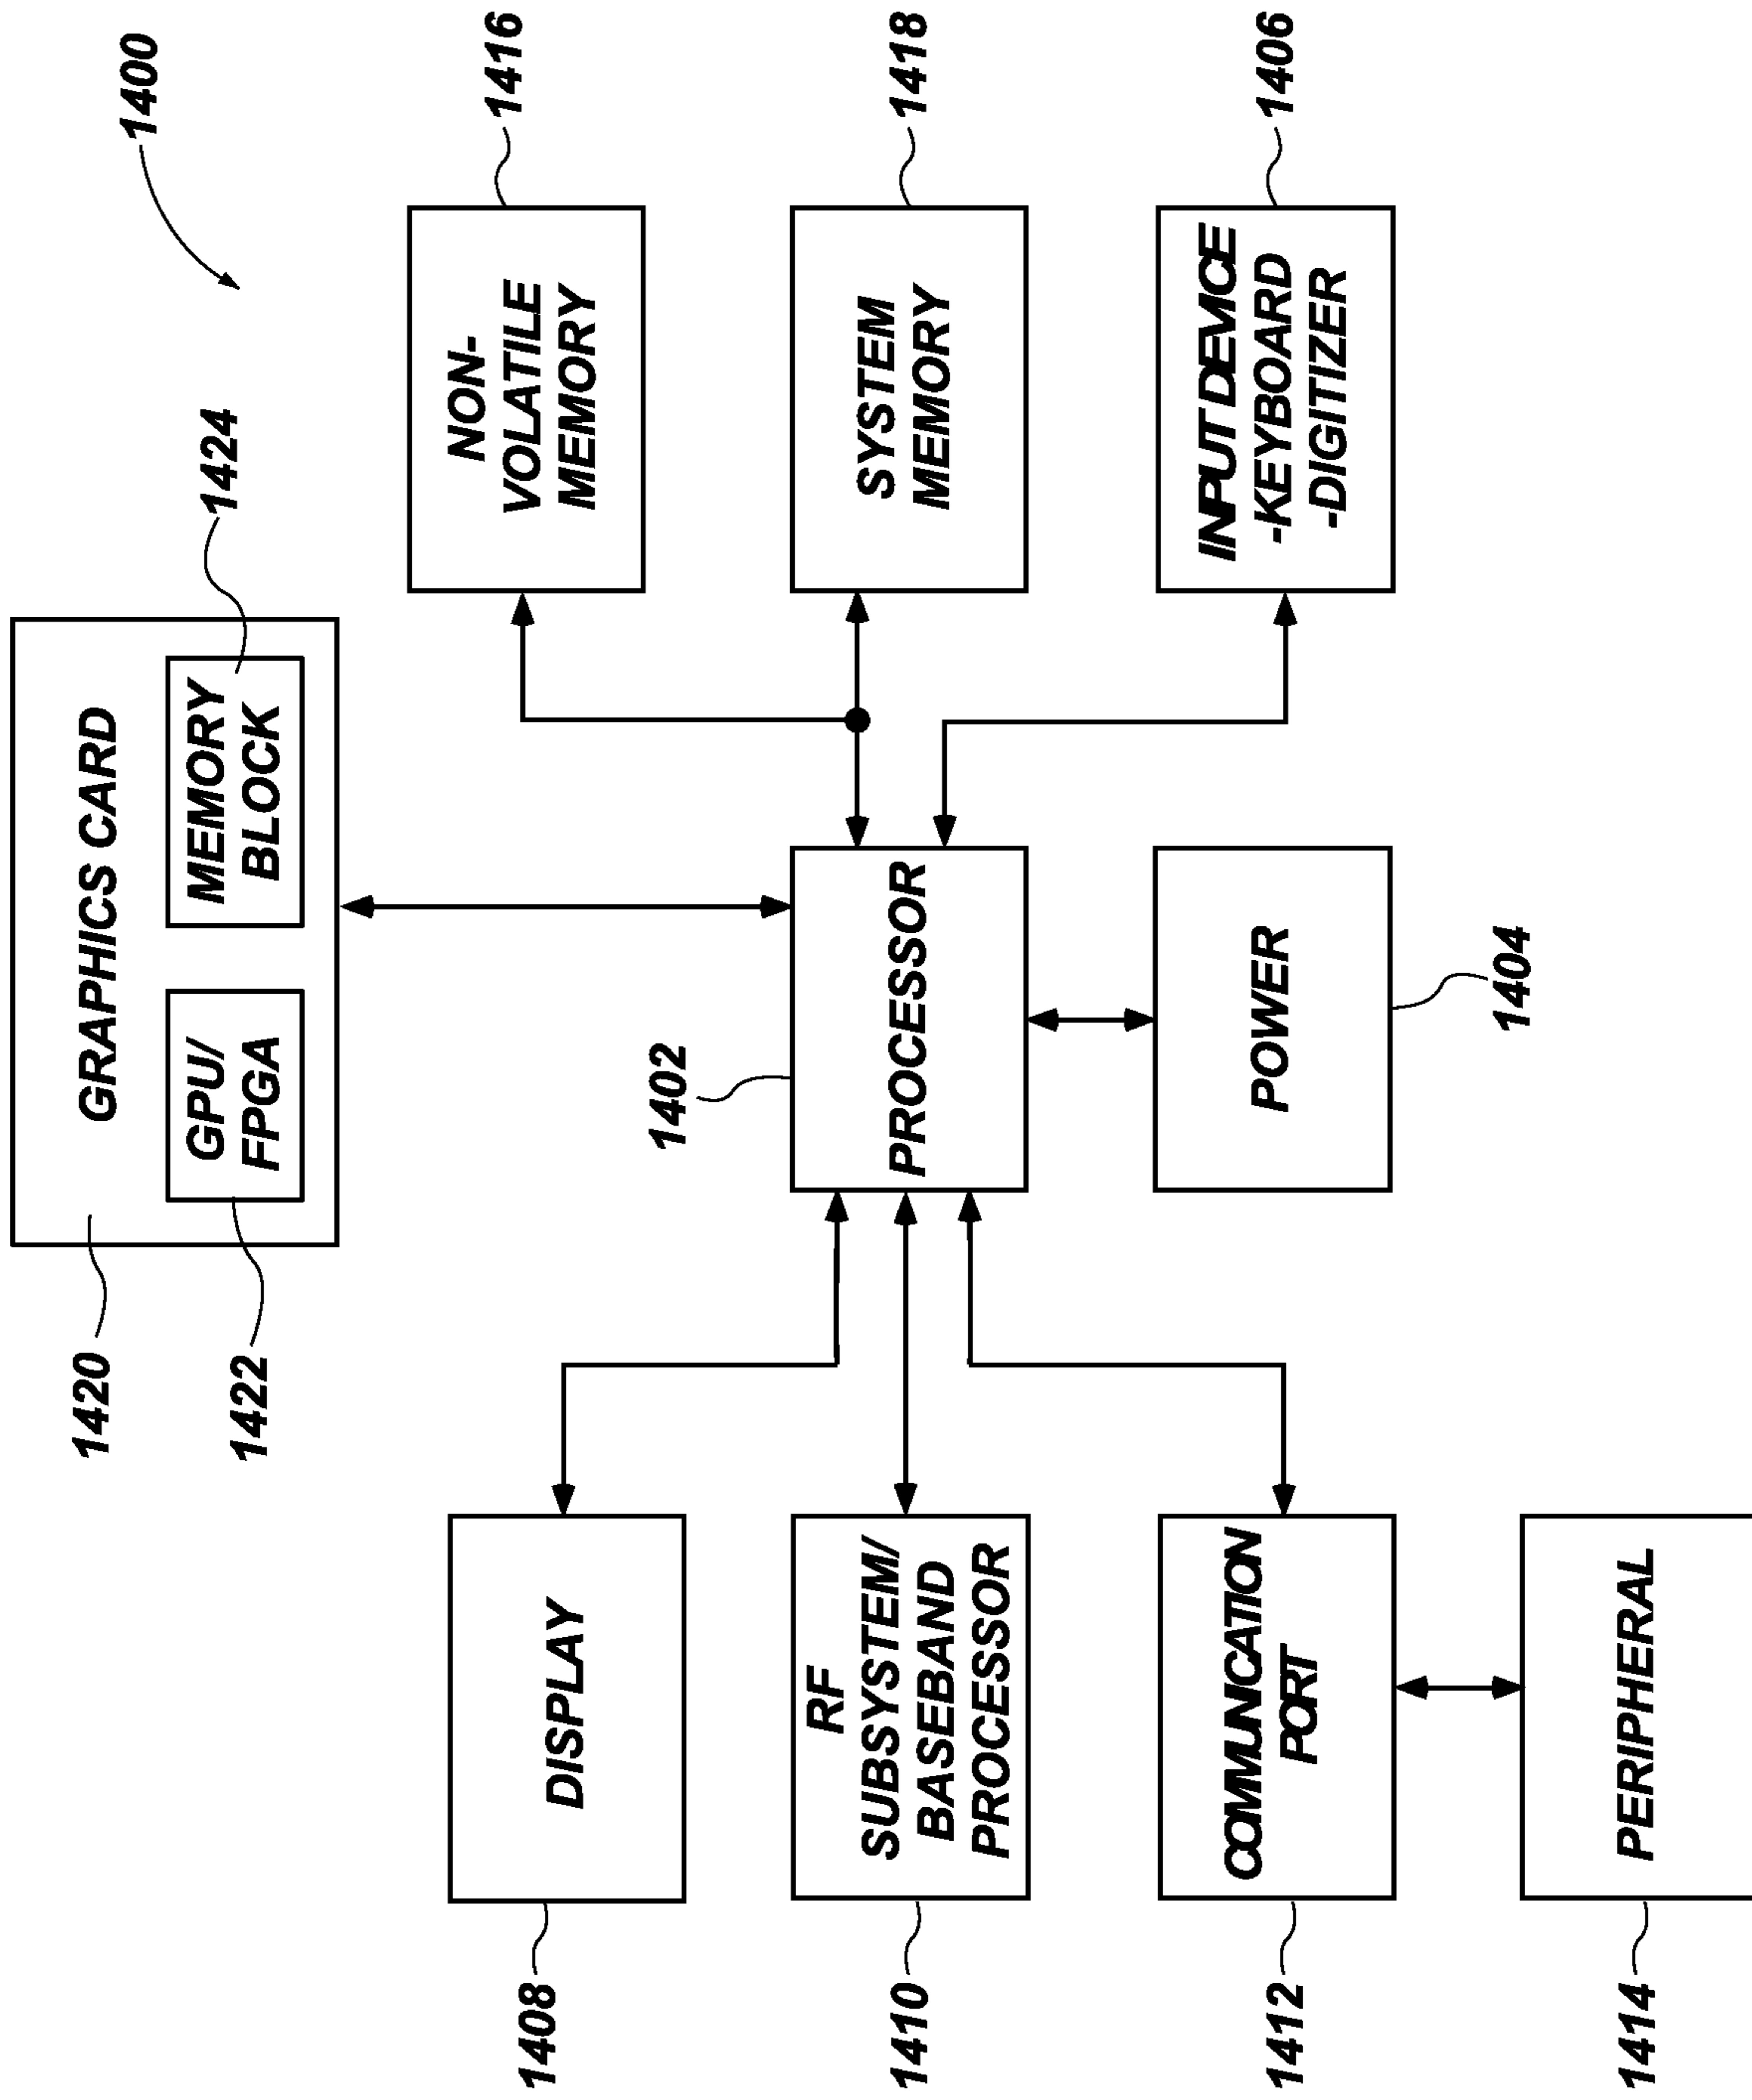 1400
1420
GRAPHICS CARD
1422
GPU/
FPGA
MEMORY
BLOCK
1424
1408
DISPLAY
NON-
VOLATILE
MEMORY
1416
1402
1410
RF
SUBSYSTEM/
BASEBAND
PROCESSOR
PROCESSOR
SYSTEM
MEMORY
1418
1412
COMMUNICATION
PORT
POWER
1404
INPUT DEVICE
-KEYBOARD
-DIGITIZER
1406
1414
PERIPHERAL